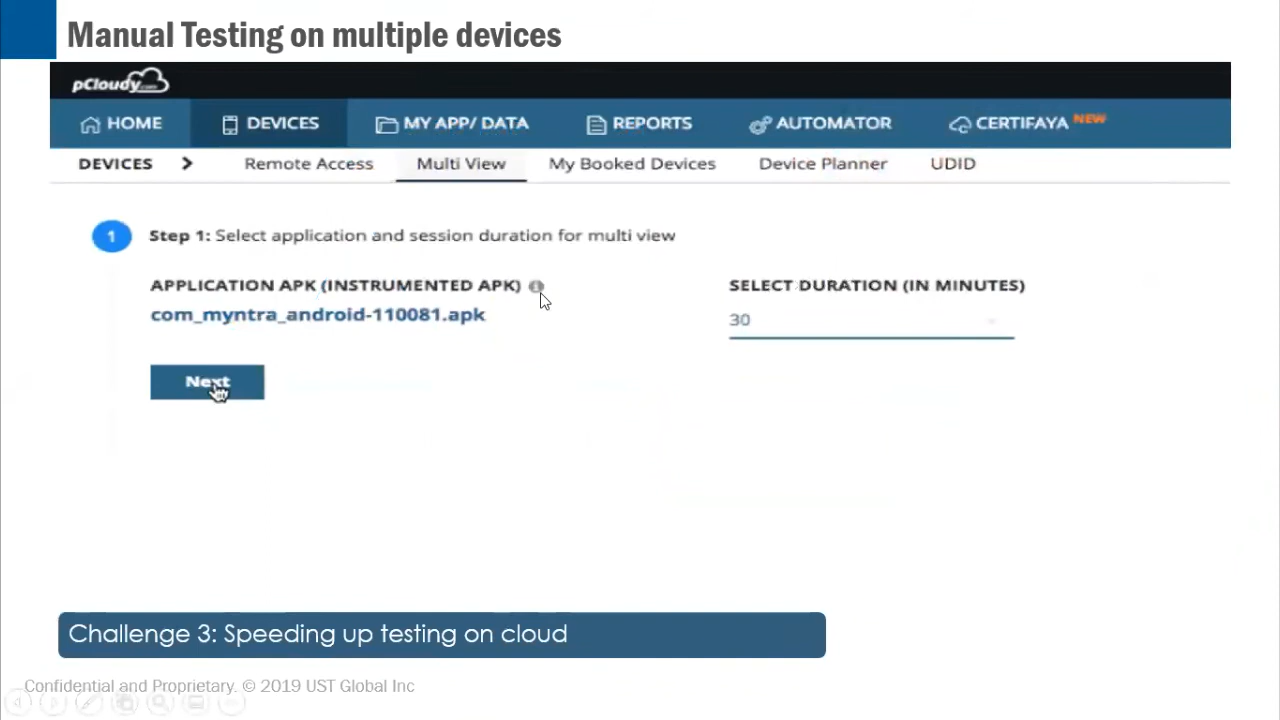 Manual Testing on multiple devices
pCloudy.com
HOME DEVICES MY APP/ DATA REPORTS AUTOMATOR CERTIFAYA NEW
DEVICES > Remote Access Multi View My Booked Devices Device Planner UDID
1 Step 1: Select application and session duration for multi view
APPLICATION APK (INSTRUMENTED APK) SELECT DURATION (IN MINUTES)
com_myntra_android-110081.apk 30
Next
Challenge 3: Speeding up testing on cloud
Confidential and Proprietary. © 2019 UST Global Inc